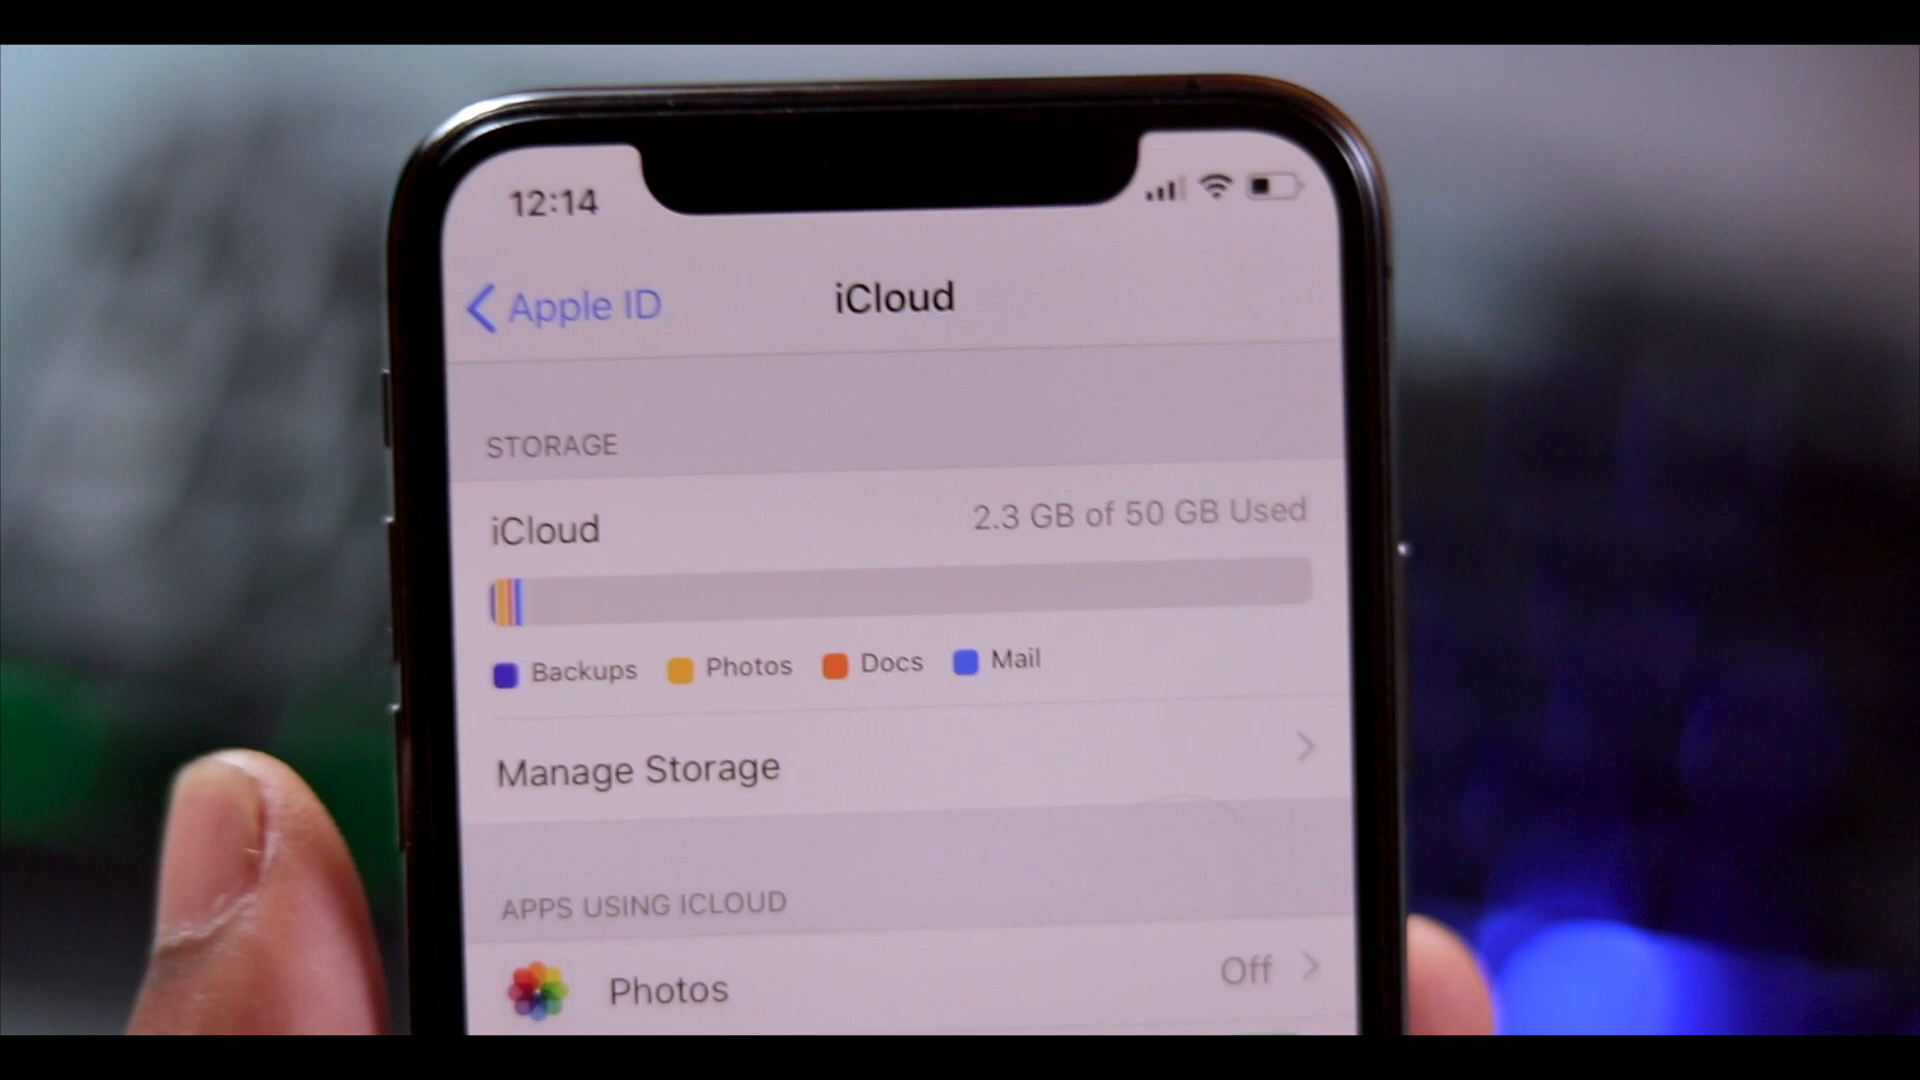 12:14
Apple ID
iCloud
STORAGE
iCloud
2.3 GB of 50 GB Used
Backups
Photos
Docs
Mail
Manage Storage
APPS USING ICLOUD
Photos
Off